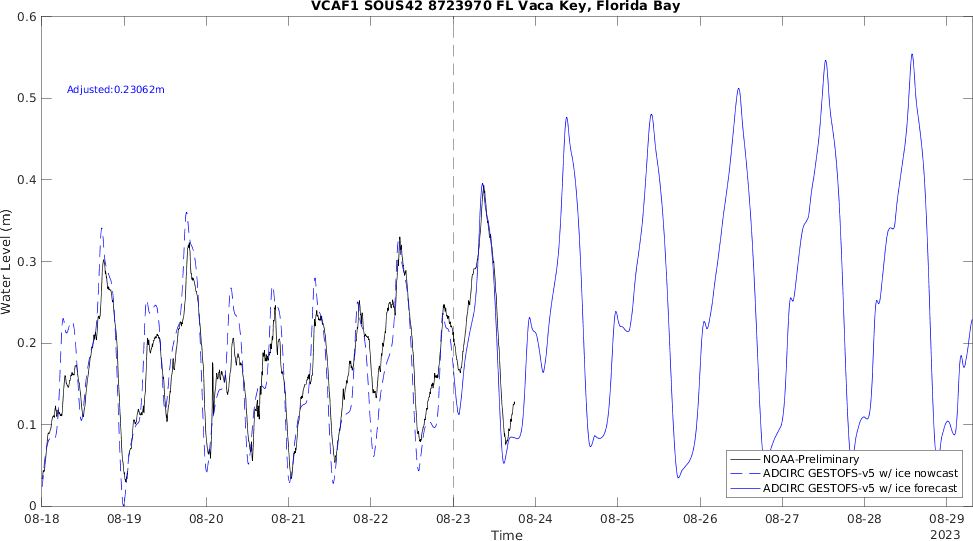 VCAF1 SOUS42 8723970 FL Vaca Key, Florida Bay
0.6
0.5
0.4
0.3
0.2
0.1
0
Water Level (m)
Adjusted:0.23062m
NOAA-Preliminary
ADCIRC GESTOFS-v5 w/ ice nowcast
ADCIRC GESTOFS-v5 w/ ice forecast
08-18 08-19 08-20 08-21 08-22 08-23 08-24 08-25 08-26 08-27 08-28 08-29
2023
Time